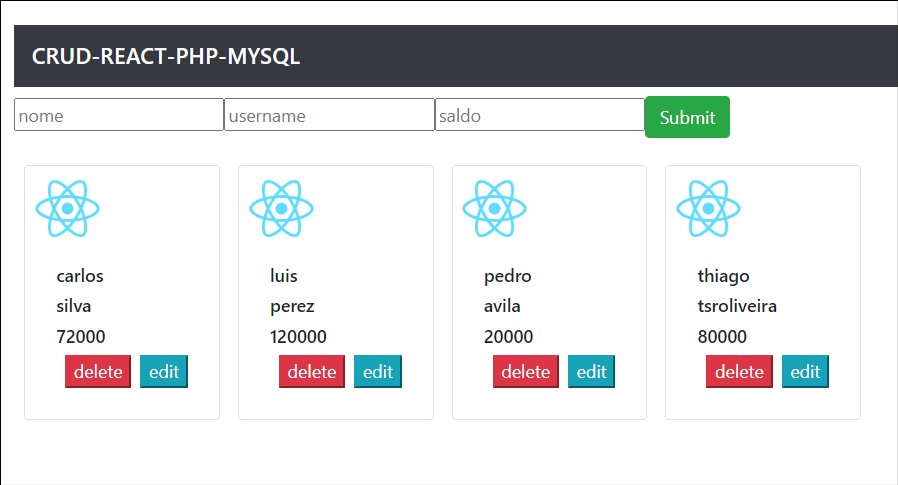 CRUD-REACT-PHP-MYSQL
nome username saldo Submit
carlos
silva
72000
delete edit
luis
perez
120000
delete edit
pedro
avila
20000
delete edit
thiago
tsroliveira
80000
delete edit